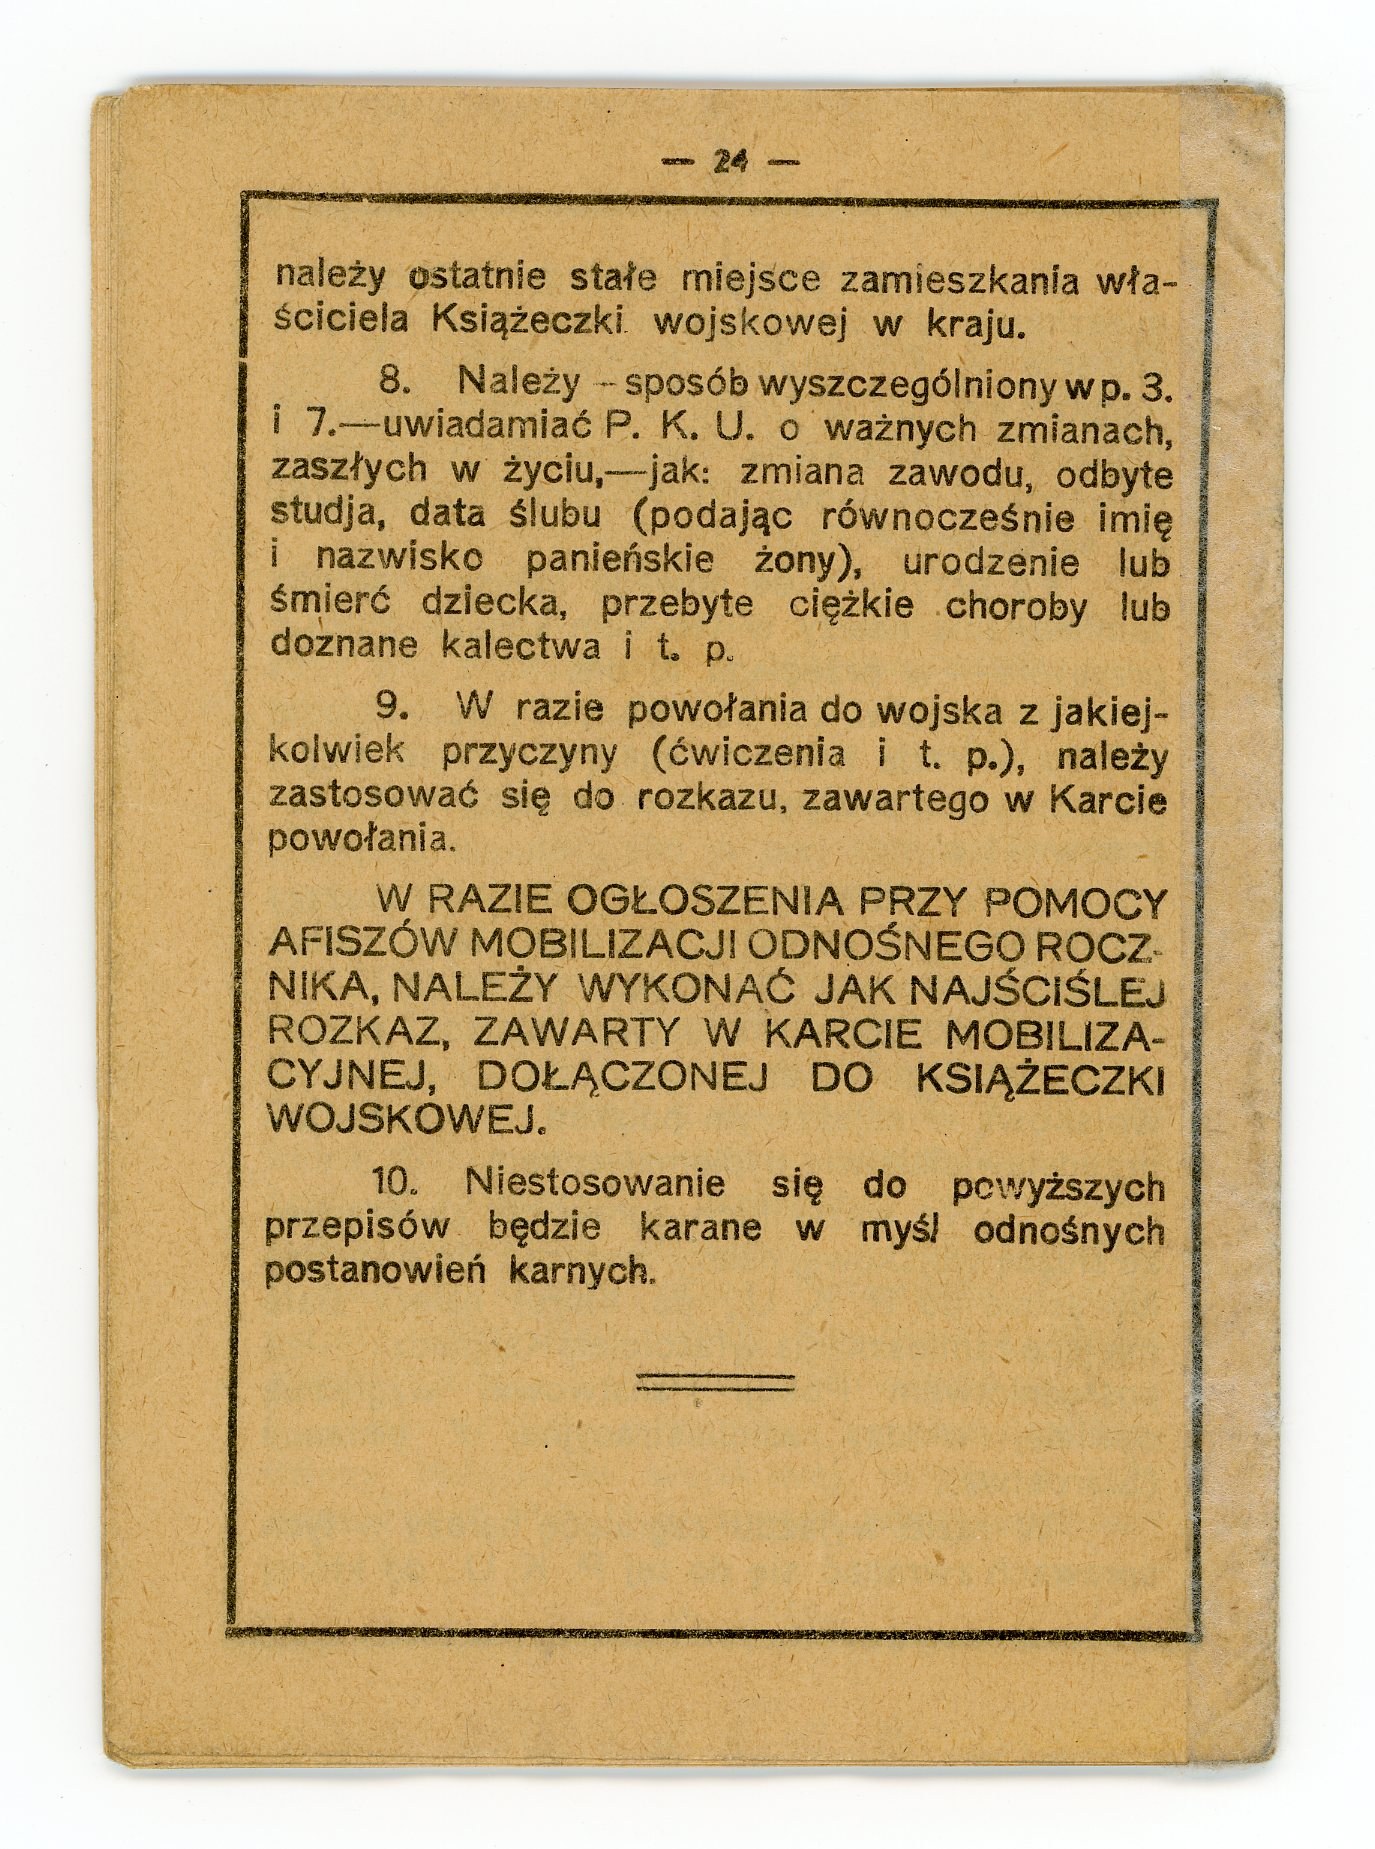 — 24 —
należy ostatnie stałe miejsce zamieszkania wła-
ściciela Książeczki wojskowej w kraju.
8. Należy – sposób wyszczególniony w p. 3.
i 7.—uwiadamiać P. K. U. o ważnych zmianach,
zaszłych w życiu,—jak: zmiana zawodu, odbyte
studja, data ślubu (podając równocześnie imię
i nazwisko panieńskie żony), urodzenie lub
śmierć dziecka, przebyte ciężkie choroby lub
doznane kalectwa i t. p.
9. W razie powołania do wojska z jakiej-
kolwiek przyczyny (ćwiczenia i t. p.), należy
zastosować się do rozkazu, zawartego w Karcie
powołania.
W RAZIE OGŁOSZENIA PRZY POMOCY
AFISZÓW MOBILIZACJI ODNOŚNEGO ROCZ-
NIKA, NALEŻY WYKONAĆ JAK NAJŚCIŚLEJ
ROZKAZ, ZAWARTY W KARCIE MOBILIZA-
CYJNEJ, DOŁĄCZONEJ DO KSIĄŻECZKI
WOJSKOWEJ.
10. Niestosowanie się do powyższych
przepisów będzie karane w myśl odnośnych
postanowień karnych.